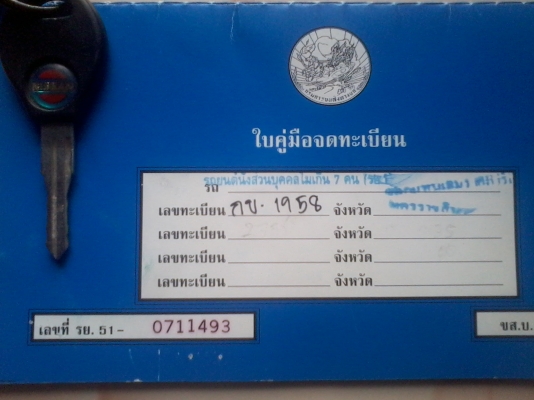 NISSAN
ใบคู่มือจดทะเบียน
รถยนต์นั่งส่วนบุคคลไม่เกิน 7 คน (รย.1)
รถ
เลขทะเบียน กข. 1958 จังหวัด
เลขทะเบียน จังหวัด
เลขทะเบียน จังหวัด
เลขทะเบียน จังหวัด
เลขที่ รย. 51- 0711493
ขส.บ.